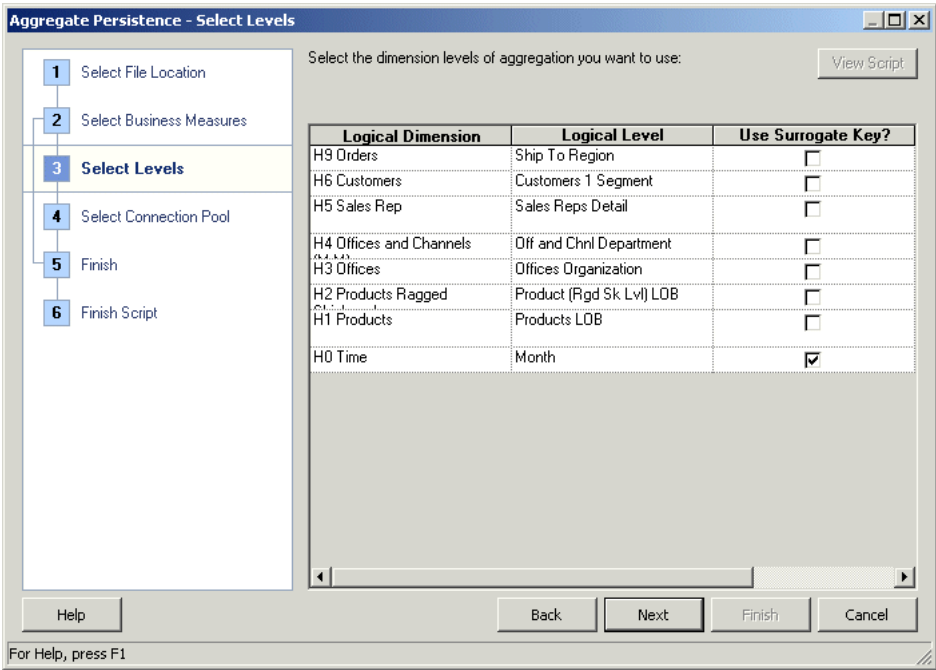 Aggregate Persistence - Select Levels
1 Select File Location
2 Select Business Measures
3 Select Levels
4 Select Connection Pool
5 Finish
6 Finish Script
Select the dimension levels of aggregation you want to use:
View Script
Logical Dimension Logical Level Use Surrogate Key?
H9 Orders Ship To Region
H6 Customers Customers 1 Segment
H5 Sales Rep Sales Reps Detail
H4 Offices and Channels Off and Chnl Department
H3 Offices Offices Organization
H2 Products Ragged Product (Rgd Sk Lvl) LOB
H1 Products Products LOB
H0 Time Month
Help Back Next Finish Cancel
For Help, press F1